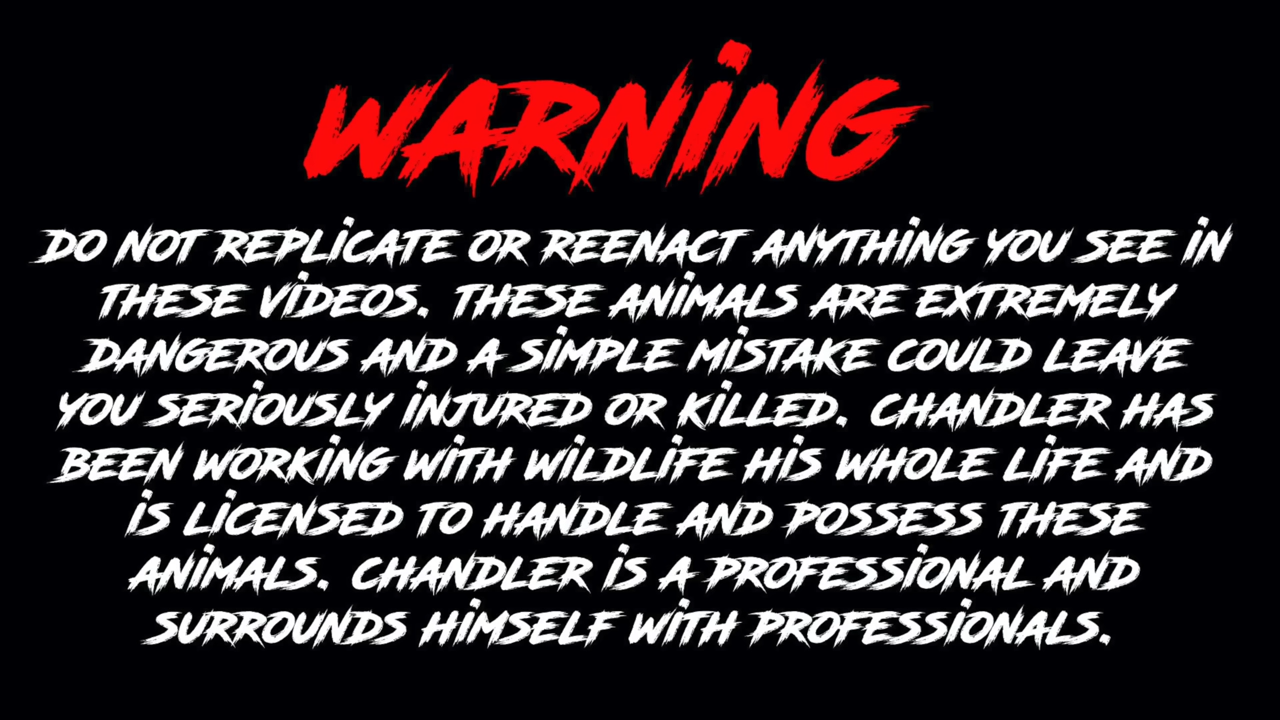 WARNING
DO NOT REPLICATE OR REENACT ANYTHING YOU SEE IN
THESE VIDEOS. THESE ANIMALS ARE EXTREMELY
DANGEROUS AND A SIMPLE MISTAKE COULD LEAVE
YOU SERIOUSLY INJURED OR KILLED. CHANDLER HAS
BEEN WORKING WITH WILDLIFE HIS WHOLE LIFE AND
IS LICENSED TO HANDLE AND POSSESS THESE
ANIMALS. CHANDLER IS A PROFESSIONAL AND
SURROUNDS HIMSELF WITH PROFESSIONALS.